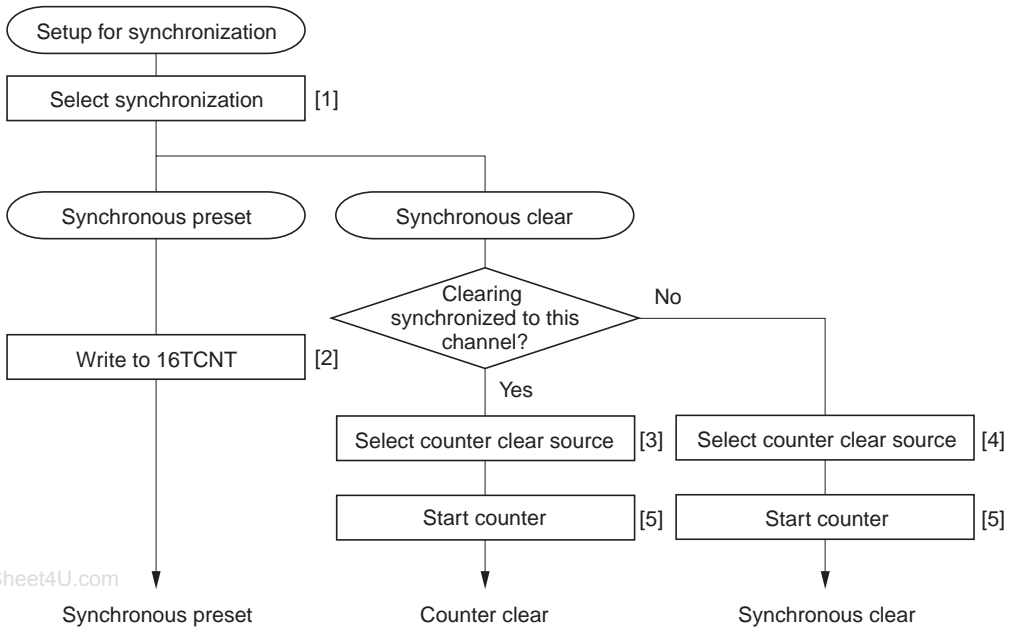 Setup for synchronization
Select synchronization [1]
Synchronous preset
Synchronous clear
Clearing
synchronized to this
channel?
No
Yes
Write to 16TCNT [2]
Select counter clear source [3]
Select counter clear source [4]
Start counter [5]
Start counter [5]
heet4U.com
Synchronous preset
Counter clear
Synchronous clear